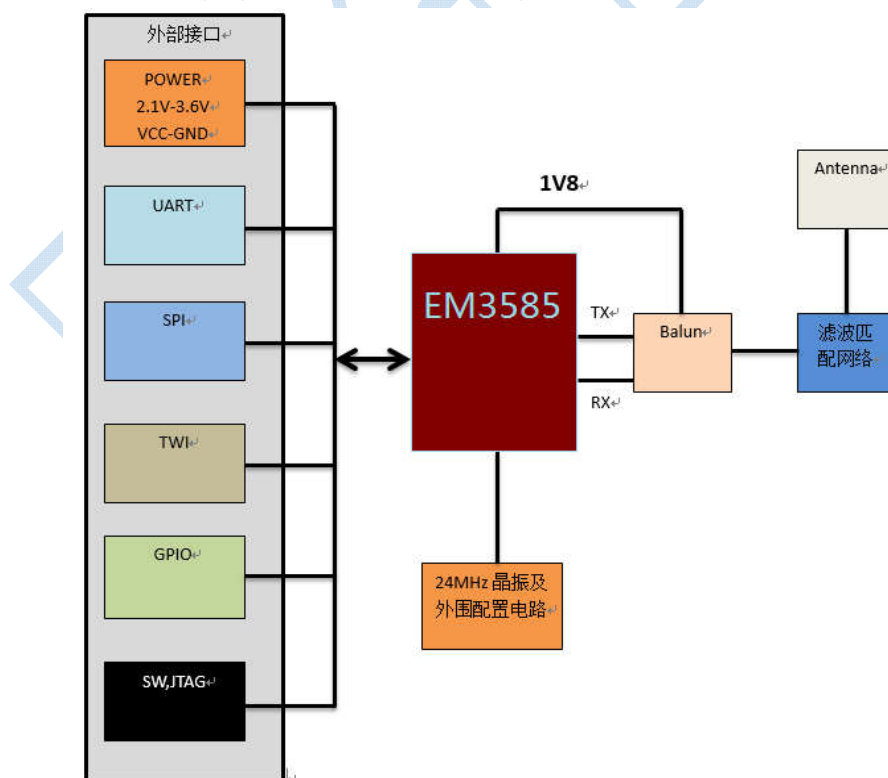 外部接口
POWER
2.1V-3.6V
VCC-GND
UART
SPI
TWI
GPIO
SW,JTAG
1V8
EM3585
TX
RX
Balun
Antenna
滤波匹
配网络
24MHz 晶振及
外围配置电路